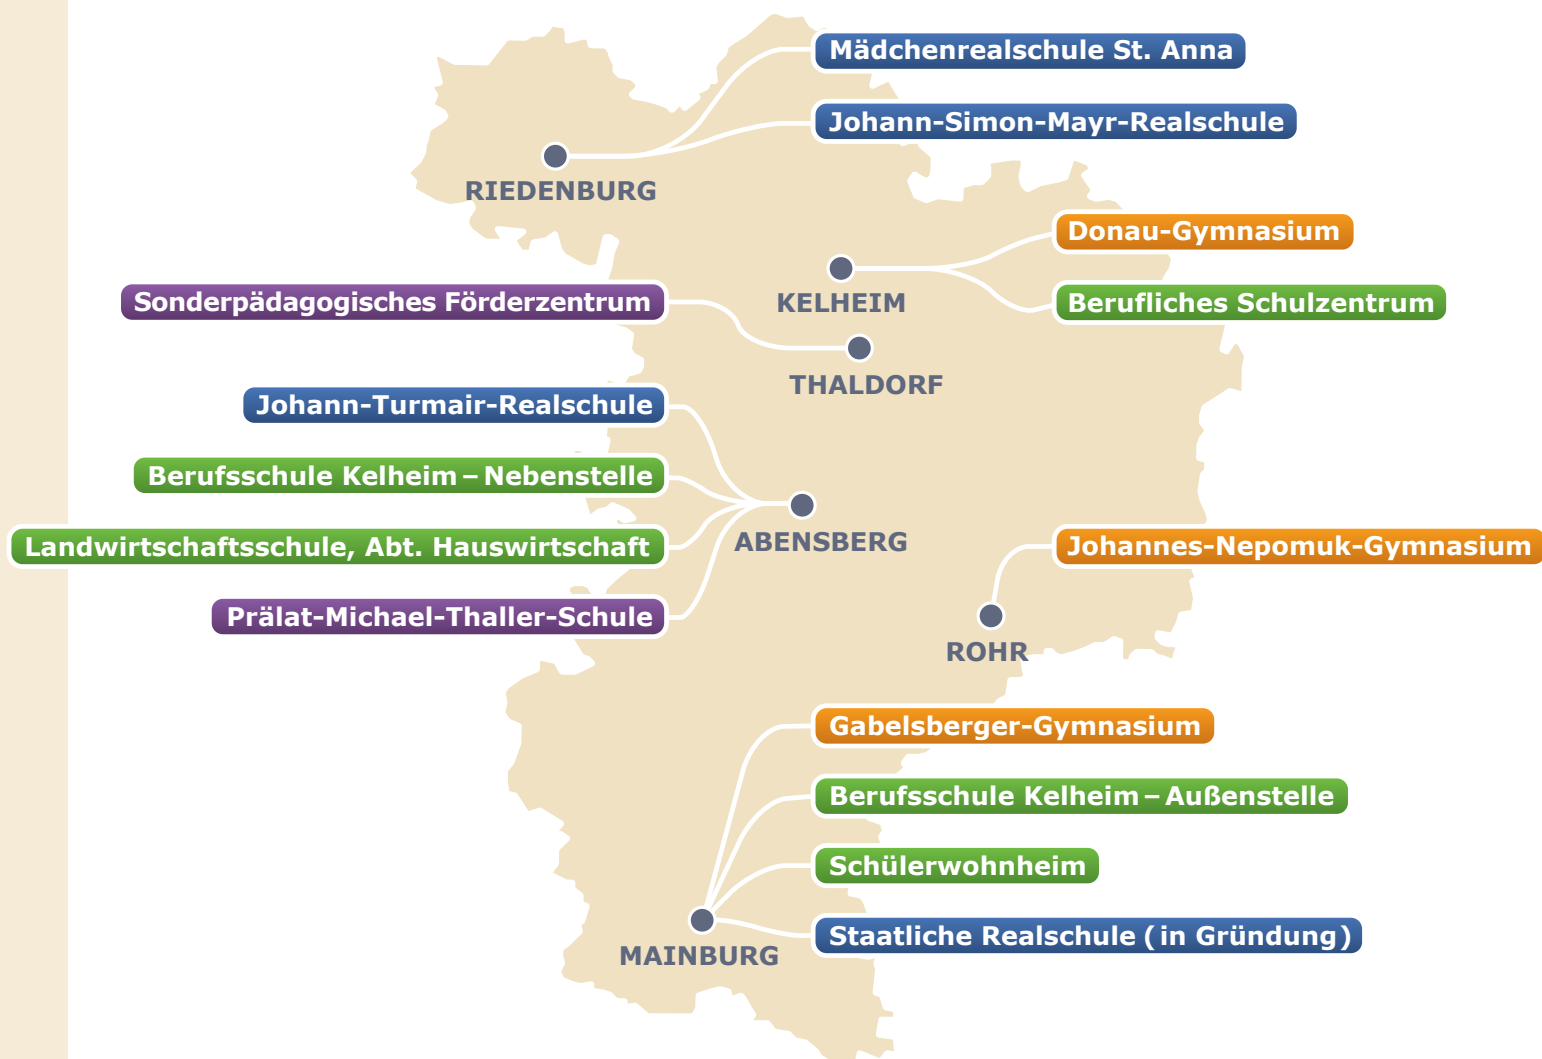 Mädchenrealschule St. Anna
Johann-Simon-Mayr-Realschule
RIEDENBURG
Donau-Gymnasium
KELHEIM
Berufliches Schulzentrum
Sonderpädagogisches Förderzentrum
THALDORF
Johann-Turmair-Realschule
Berufsschule Kelheim – Nebenstelle
Landwirtschaftsschule, Abt. Hauswirtschaft
Prälat-Michael-Thaller-Schule
ABENSBERG
Johannes-Nepomuk-Gymnasium
ROHR
Gabelsberger-Gymnasium
Berufsschule Kelheim – Außenstelle
Schülerwohnheim
Staatliche Realschule (in Gründung)
MAINBURG